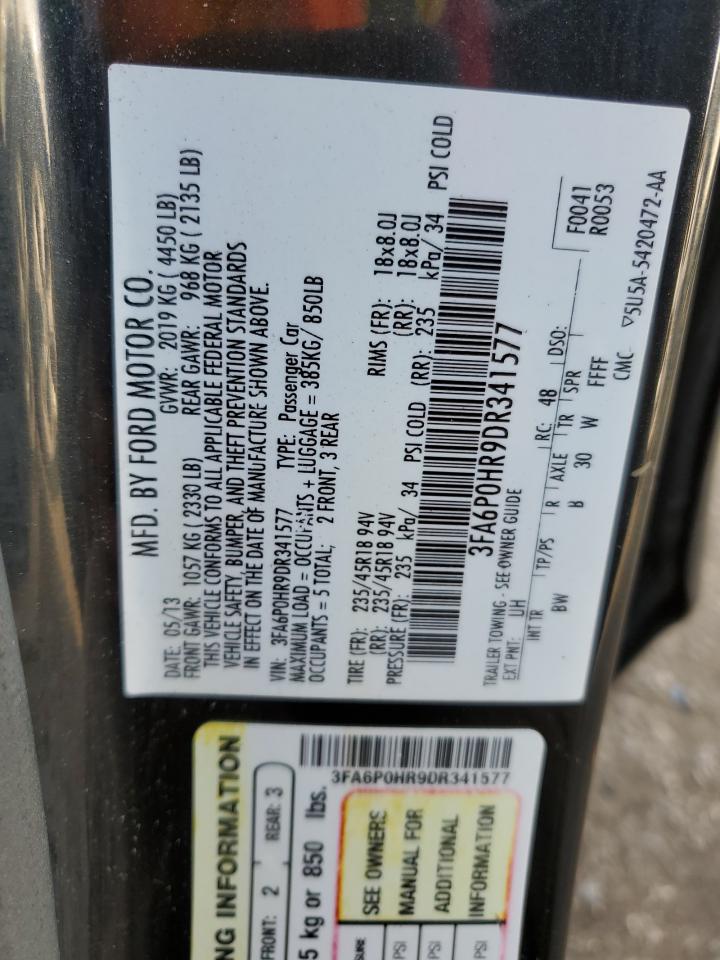 MFD. BY FORD MOTOR CO.
DATE: 05/13 GVWR: 2019 KG ( 4450 LB)
FRONT GAWR: 1057 KG ( 2330 LB) REAR GAWR: 968 KG ( 2135 LB)
THIS VEHICLE CONFORMS TO ALL APPLICABLE FEDERAL MOTOR
VEHICLE SAFETY, BUMPER, AND THEFT PREVENTION STANDARDS
IN EFFECT ON THE DATE OF MANUFACTURE SHOWN ABOVE.
VIN: 3FA6P0HR9DR341577 TYPE: Passenger Car
MAXIMUM LOAD = OCCUPANTS + LUGGAGE = 385KG/ 850LB
OCCUPANTS = 5 TOTAL; 2 FRONT, 3 REAR
TIRE (FR): 235/45R18 94V RIMS (FR): 18x8.0J
(RR): 235/45R18 94V (RR): 18x8.0J
PRESSURE (FR): 235 kPa/ 34 PSI COLD (RR): 235 kPa/ 34 PSI COLD
3FA6P0HR9DR341577
TRAILER TOWING - SEE OWNER GUIDE
F0041
R0053
EXT PNT: UH RC: 48 DSO:
INT TR TP/PS R AXLE TR SPR
BW B 30 W FFFF
CMC ▽5U5A-5420472-AA
NG INFORMATION
FRONT: 2 REAR: 3
5 kg or 850 lbs.
3FA6P0HR9DR341577
SEE OWNERS
MANUAL FOR
ADDITIONAL
INFORMATION
PSI
PSI
PSI